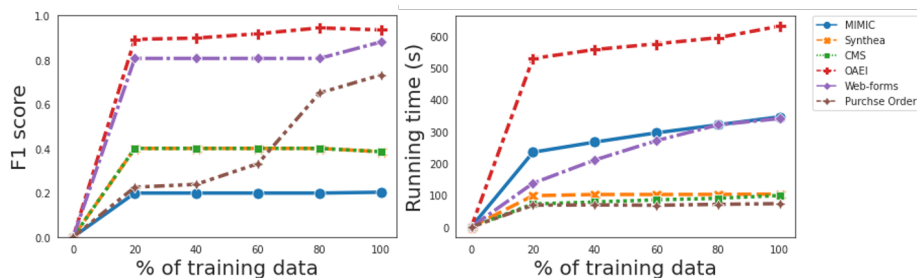 1.0
0.8
0.6
0.4
0.2
0.0
F1 score
0 20 40 60 80 100
% of training data
600
500
400
300
200
100
0
Running time (s)
0 20 40 60 80 100
% of training data
MIMIC
Synthea
CMS
OAEI
Web-forms
Purchse Order